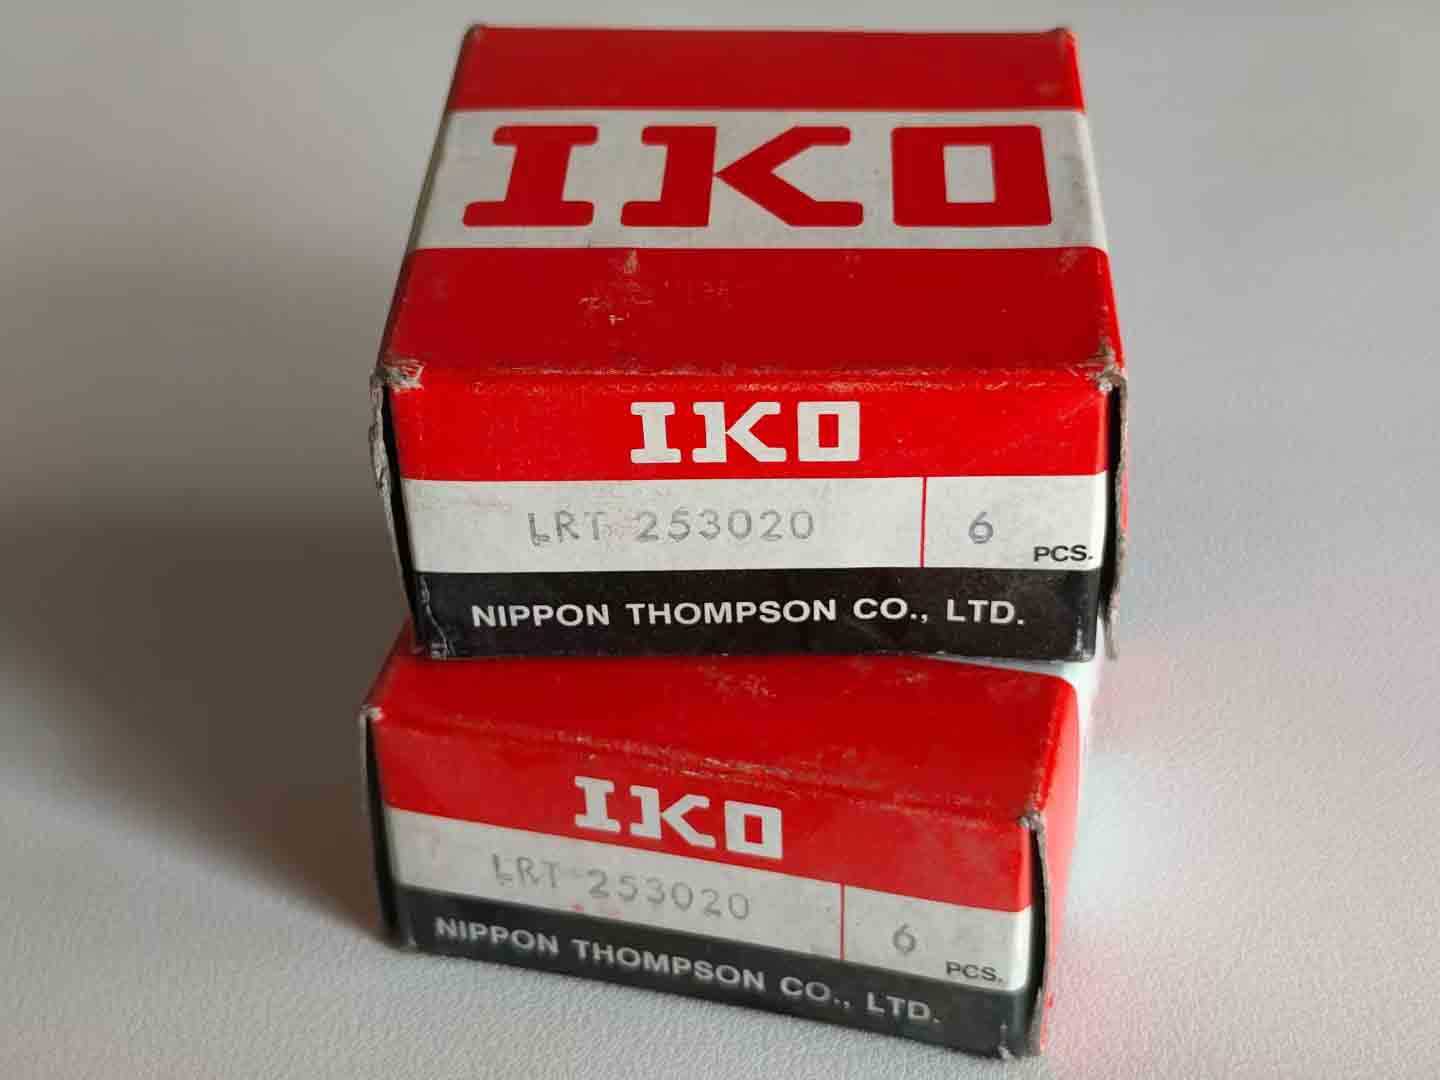 IKO
IKO
LRT 253020 6 PCS.
NIPPON THOMPSON CO., LTD.
IKO
LRT 253020 6 PCS.
NIPPON THOMPSON CO., LTD.